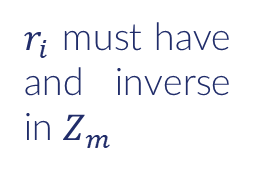 rᵢ must have
and inverse
in Zₘ